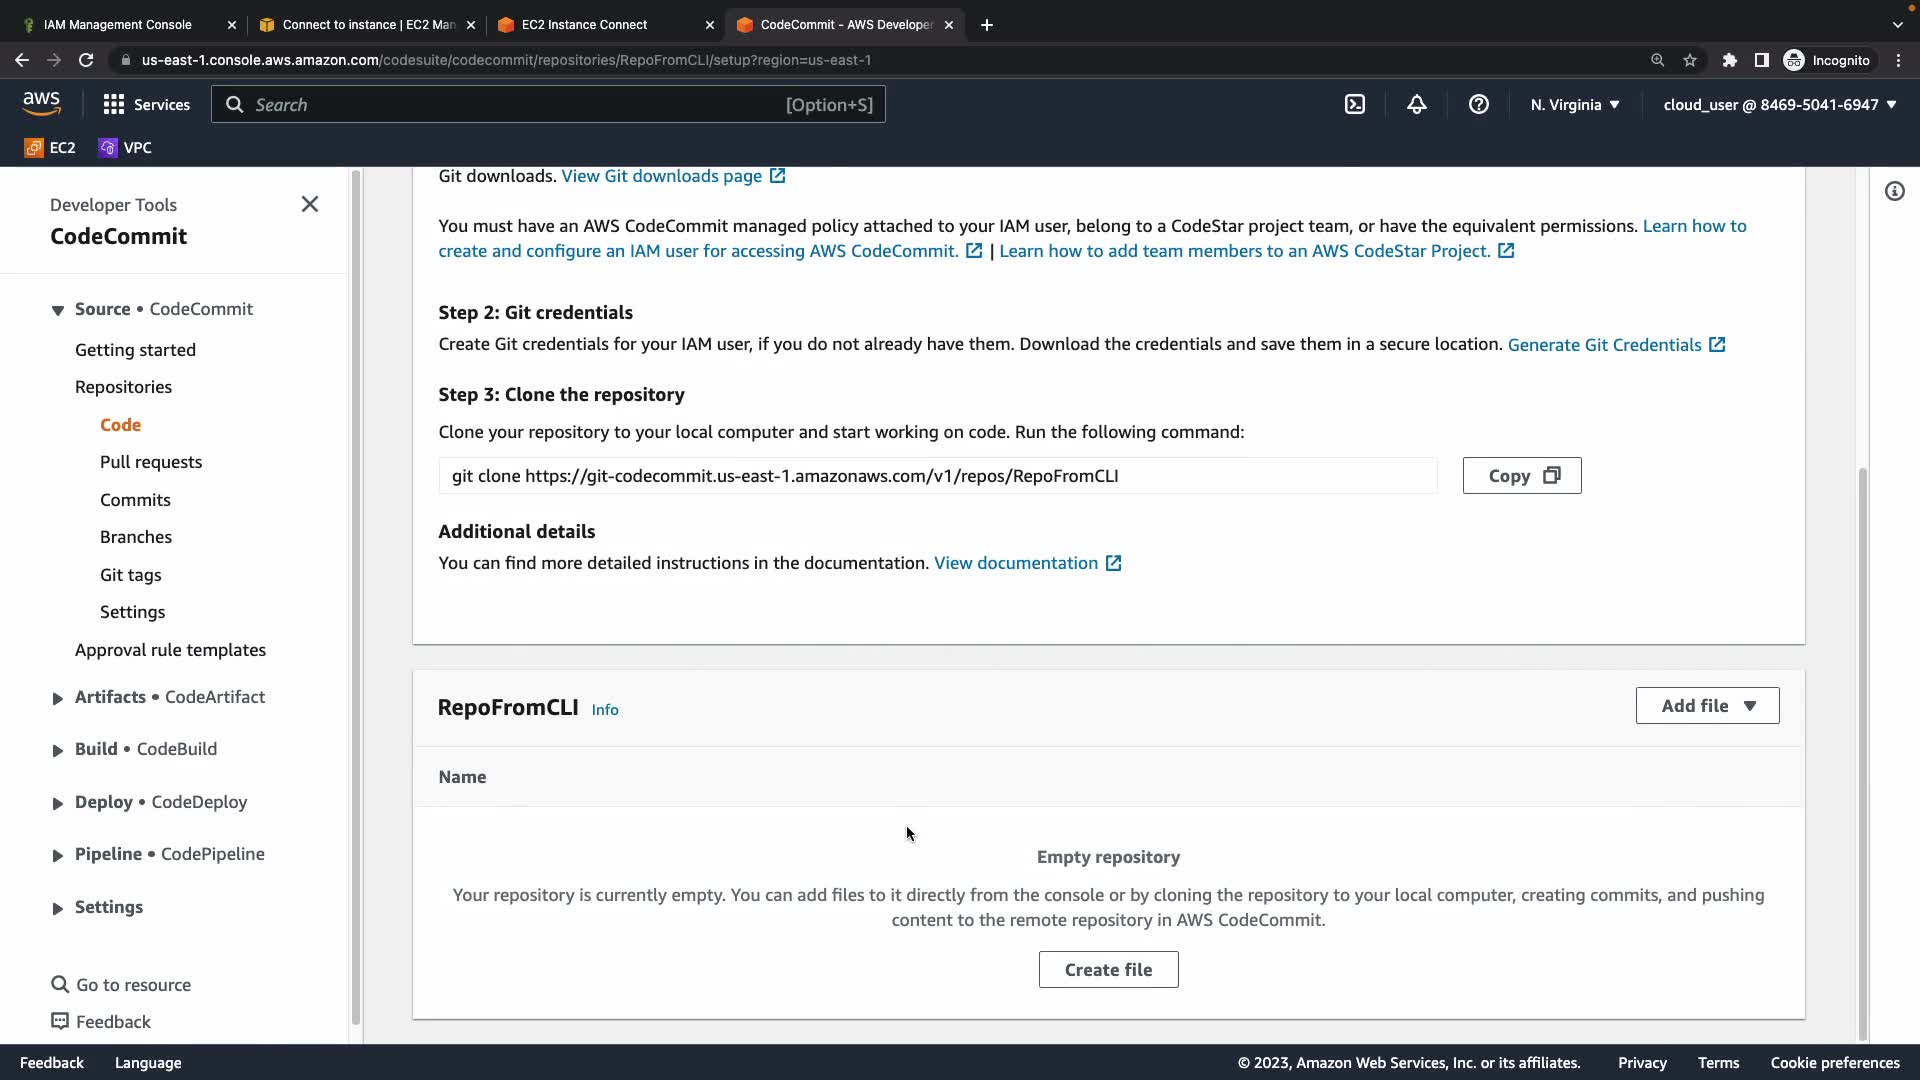 IAM Management Console
Connect to instance | EC2 Man
EC2 Instance Connect
CodeCommit - AWS Developer
us-east-1.console.aws.amazon.com/codesuite/codecommit/repositories/RepoFromCLI/setup?region=us-east-1
Incognito
aws
Services
Search
[Option+S]
N. Virginia
cloud_user @ 8469-5041-6947
EC2
VPC
Developer Tools
CodeCommit
Source • CodeCommit
Getting started
Repositories
Code
Pull requests
Commits
Branches
Git tags
Settings
Approval rule templates
Artifacts • CodeArtifact
Build • CodeBuild
Deploy • CodeDeploy
Pipeline • CodePipeline
Settings
Go to resource
Feedback
Git downloads. View Git downloads page
You must have an AWS CodeCommit managed policy attached to your IAM user, belong to a CodeStar project team, or have the equivalent permissions. Learn how to
create and configure an IAM user for accessing AWS CodeCommit. | Learn how to add team members to an AWS CodeStar Project.
Step 2: Git credentials
Create Git credentials for your IAM user, if you do not already have them. Download the credentials and save them in a secure location. Generate Git Credentials
Step 3: Clone the repository
Clone your repository to your local computer and start working on code. Run the following command:
git clone https://git-codecommit.us-east-1.amazonaws.com/v1/repos/RepoFromCLI
Copy
Additional details
You can find more detailed instructions in the documentation. View documentation
RepoFromCLI Info
Add file
Name
Empty repository
Your repository is currently empty. You can add files to it directly from the console or by cloning the repository to your local computer, creating commits, and pushing
content to the remote repository in AWS CodeCommit.
Create file
Feedback
Language
© 2023, Amazon Web Services, Inc. or its affiliates.
Privacy
Terms
Cookie preferences